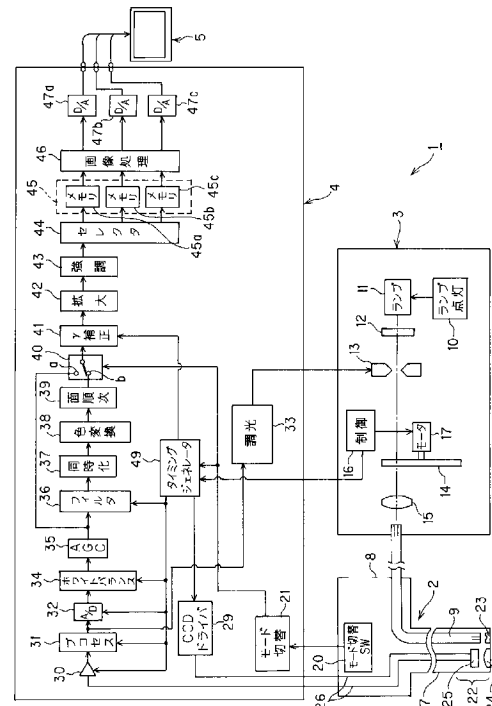 30
プロセス
31
A/D
32
ホワイトバランス
34
AGC
35
フィルタ
36
同時化
37
色変換
38
面順次
39
a
b
40
γ補正
41
拡大
42
強調
43
セレクタ
44
メモリ
メモリ
メモリ
45
45a
45b
45c
画像処理
46
D/A
D/A
D/A
47a
47b
47c
5
4
タイミングジェネレータ
49
CCDドライバ
29
モード切替
21
調光
33
モード切替SW
20
26
8
2
9
7
25
22
23
24
制御
16
モータ
17
14
15
13
12
11
ランプ
ランプ点灯
10
3
1